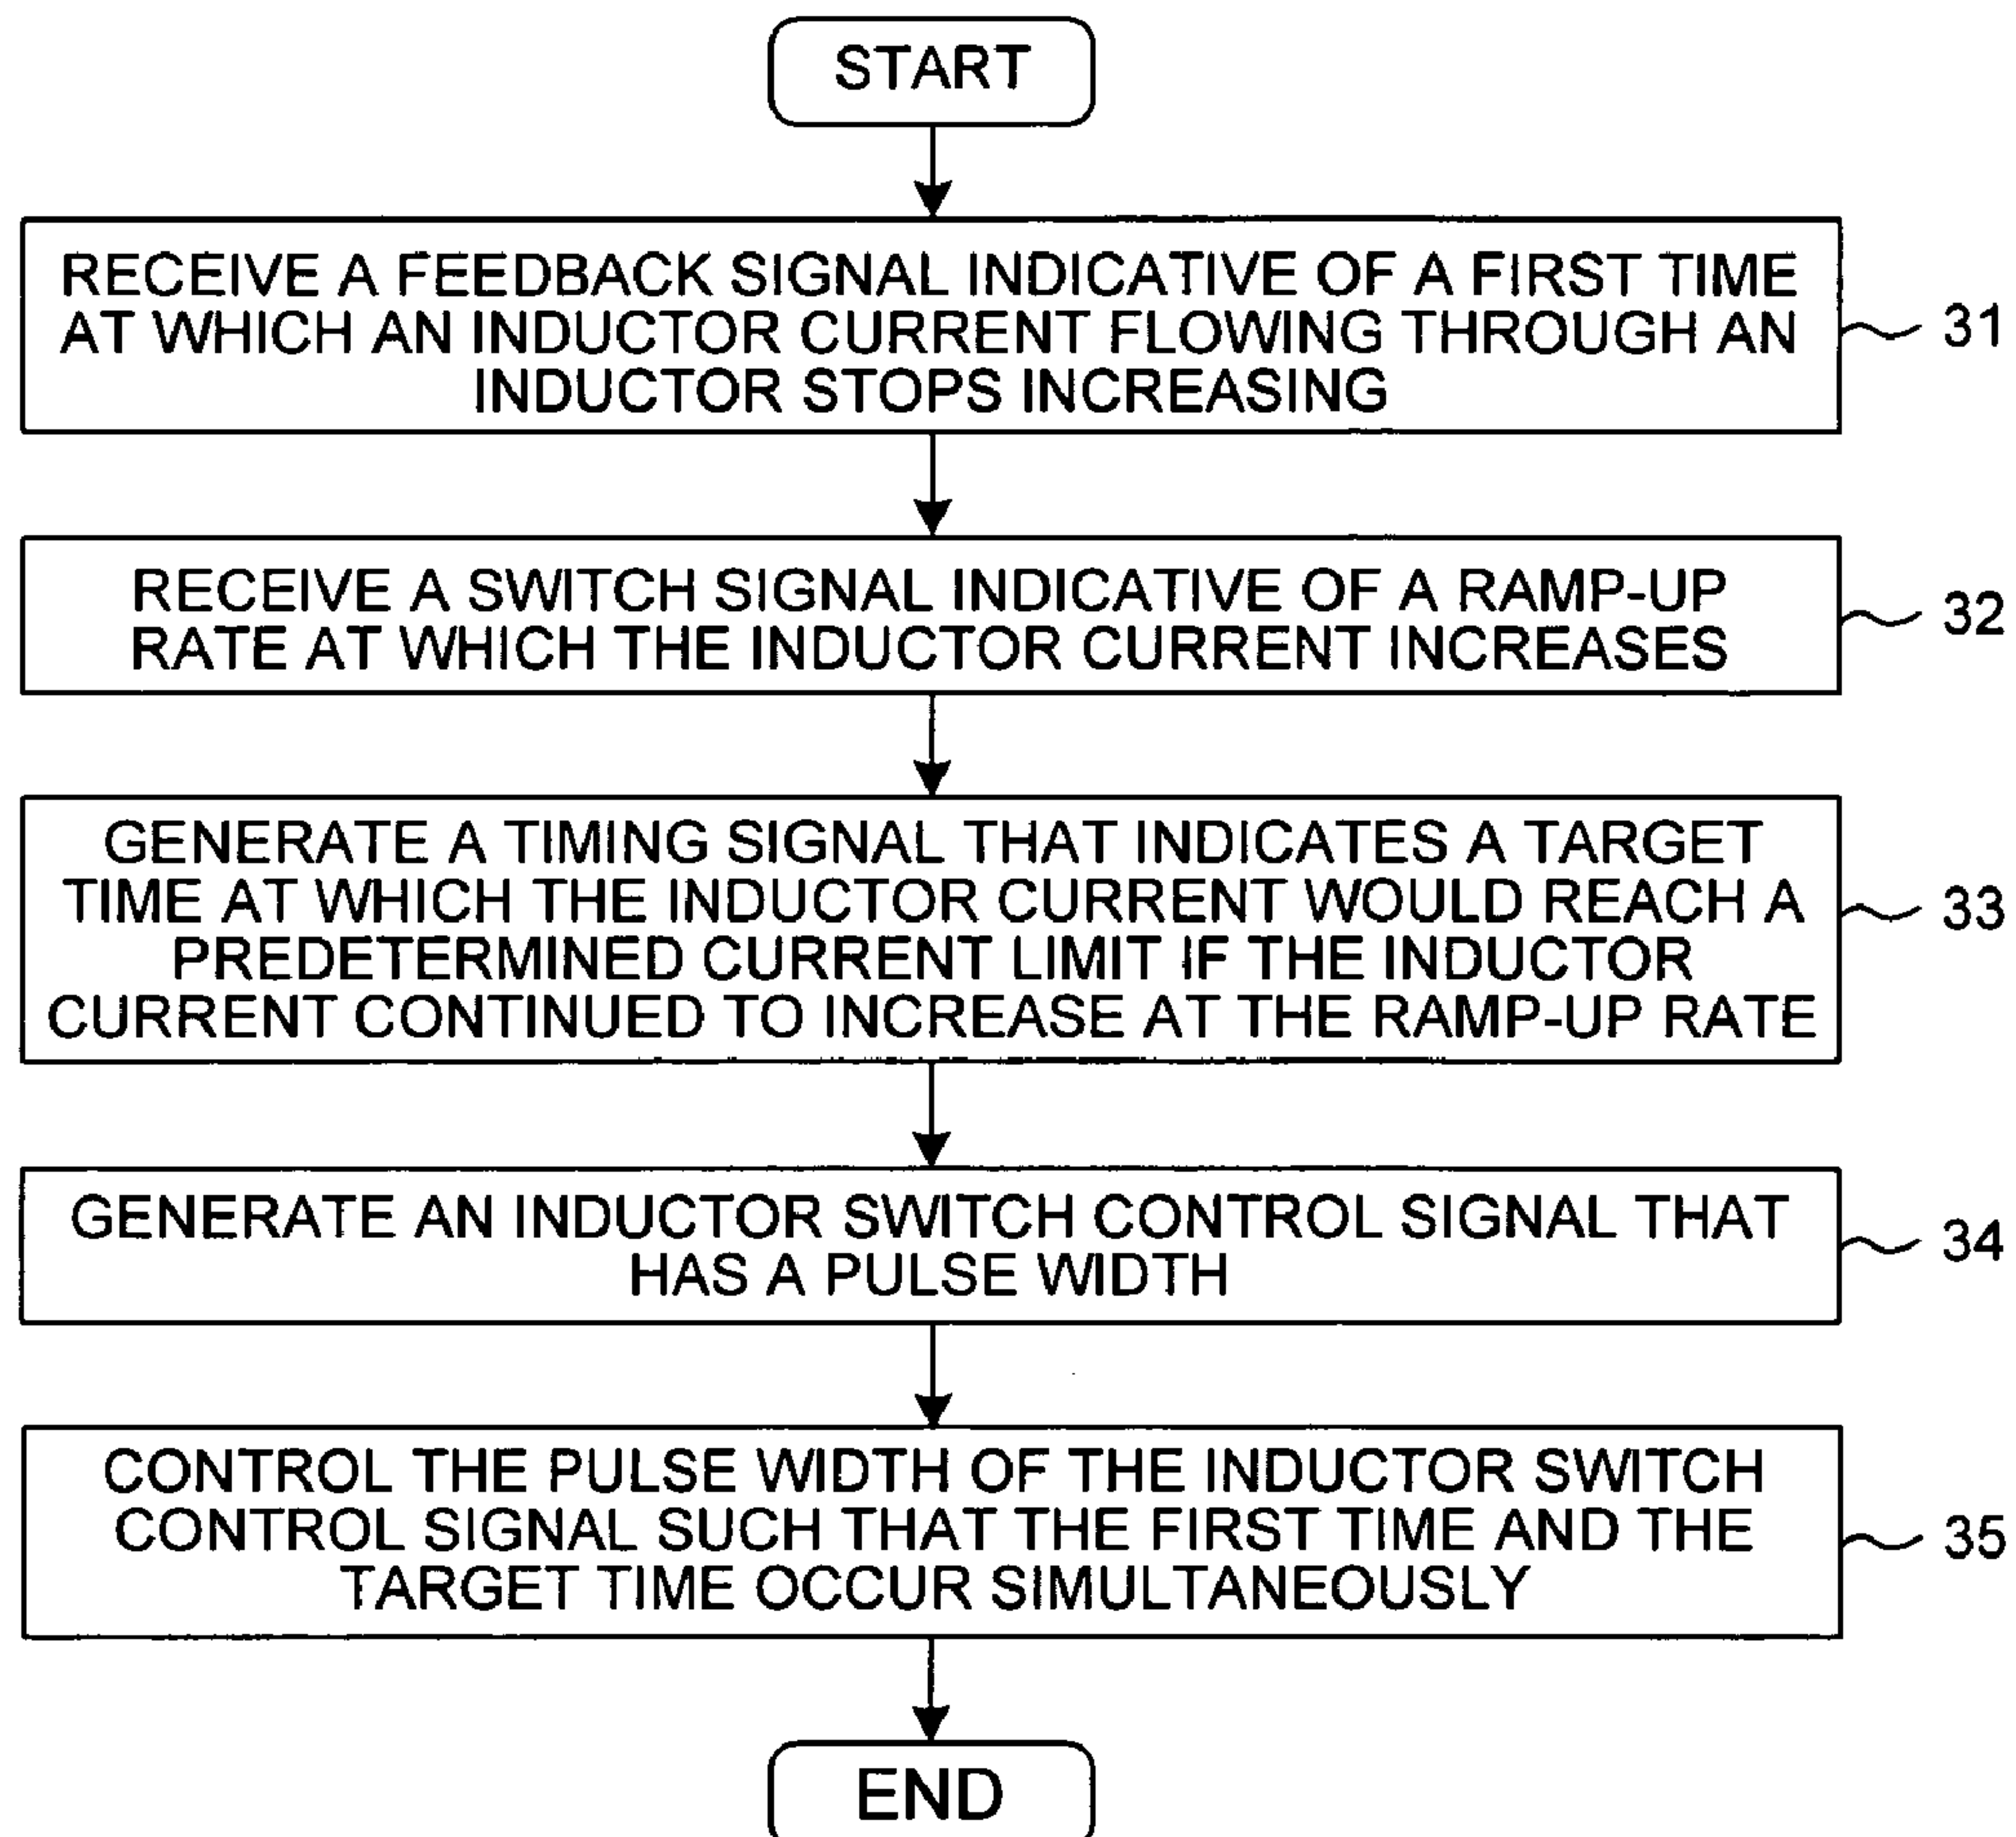 START
RECEIVE A FEEDBACK SIGNAL INDICATIVE OF A FIRST TIME
AT WHICH AN INDUCTOR CURRENT FLOWING THROUGH AN
INDUCTOR STOPS INCREASING
31
RECEIVE A SWITCH SIGNAL INDICATIVE OF A RAMP-UP
RATE AT WHICH THE INDUCTOR CURRENT INCREASES
32
GENERATE A TIMING SIGNAL THAT INDICATES A TARGET
TIME AT WHICH THE INDUCTOR CURRENT WOULD REACH A
PREDETERMINED CURRENT LIMIT IF THE INDUCTOR
CURRENT CONTINUED TO INCREASE AT THE RAMP-UP RATE
33
GENERATE AN INDUCTOR SWITCH CONTROL SIGNAL THAT
HAS A PULSE WIDTH
34
CONTROL THE PULSE WIDTH OF THE INDUCTOR SWITCH
CONTROL SIGNAL SUCH THAT THE FIRST TIME AND THE
TARGET TIME OCCUR SIMULTANEOUSLY
35
END